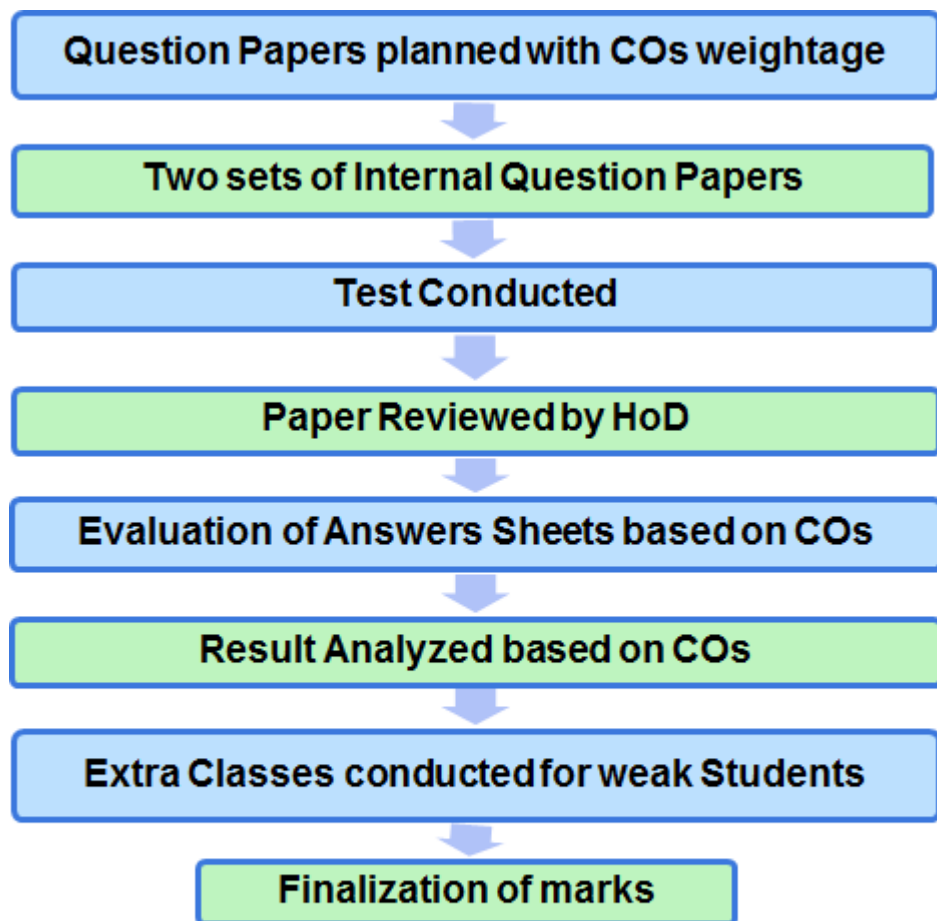 Question Papers planned with COs weightage
Two sets of Internal Question Papers
Test Conducted
Paper Reviewed by HoD
Evaluation of Answers Sheets based on COs
Result Analyzed based on COs
Extra Classes conducted for weak Students
Finalization of marks